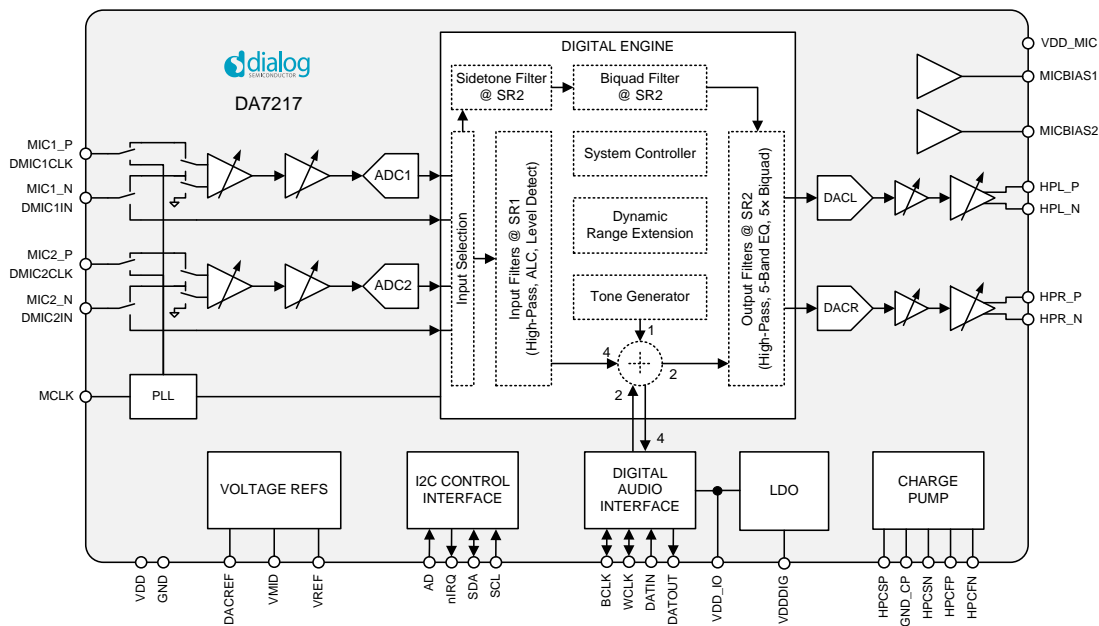 DIGITAL ENGINE
dialog
SEMICONDUCTOR
DA7217
Sidetone Filter
@ SR2
Biquad Filter
@ SR2
VDD_MIC
MICBIAS1
MICBIAS2
MIC1_P
DMIC1CLK
MIC1_N
DMIC1IN
ADC1
MIC2_P
DMIC2CLK
MIC2_N
DMIC2IN
ADC2
Input Selection
Input Filters @ SR1
(High-Pass, ALC, Level Detect)
System Controller
Dynamic
Range Extension
Tone Generator
1
4
2
2
4
Output Filters @ SR2
(High-Pass, 5-Band EQ, 5x Biquad)
DACL
HPL_P
HPL_N
DACR
HPR_P
HPR_N
MCLK
PLL
VOLTAGE REFS
I2C CONTROL
INTERFACE
DIGITAL
AUDIO
INTERFACE
LDO
CHARGE
PUMP
VDD
GND
DACREF
VMID
VREF
AD
nIRQ
SDA
SCL
BCLK
WCLK
DATIN
DATOUT
VDD_IO
VDDDIG
HPCSP
GND_CP
HPCSN
HPCFP
HPCFN